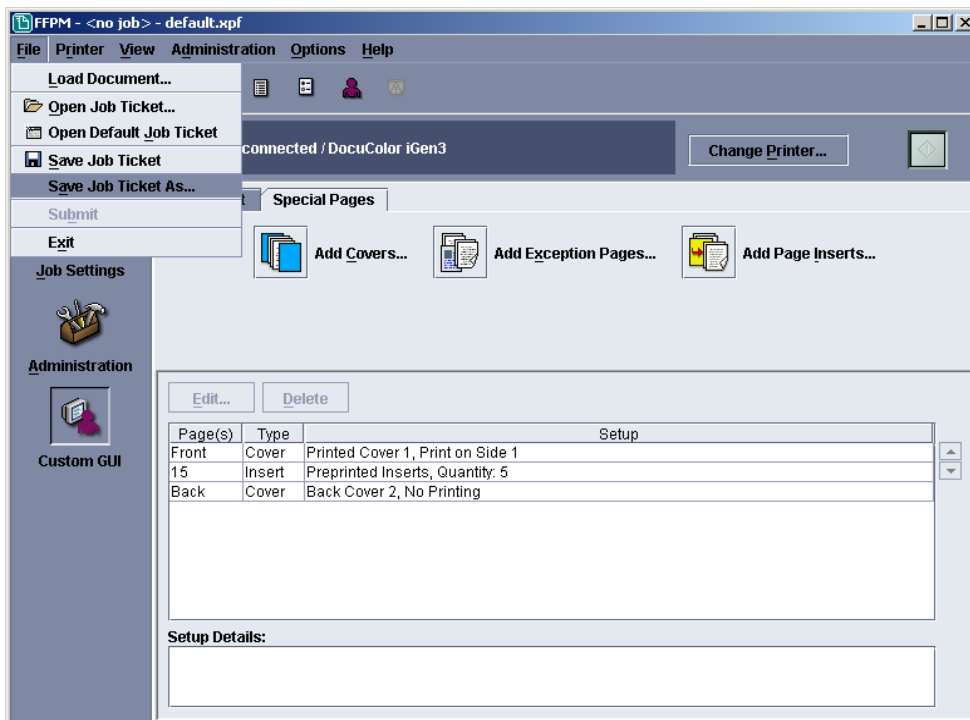 FFPM - <no job> - default.xpf
File Printer View Administration Options Help
Load Document...
Open Job Ticket...
Open Default Job Ticket
Save Job Ticket
Save Job Ticket As...
Submit
Exit
connected / DocuColor iGen3
Change Printer...
Special Pages
Add Covers...
Add Exception Pages...
Add Page Inserts...
Job Settings
Administration
Custom GUI
Edit...
Delete
Page(s) Type Setup
Front Cover Printed Cover 1, Print on Side 1
15 Insert Preprinted Inserts, Quantity: 5
Back Cover Back Cover 2, No Printing
Setup Details: